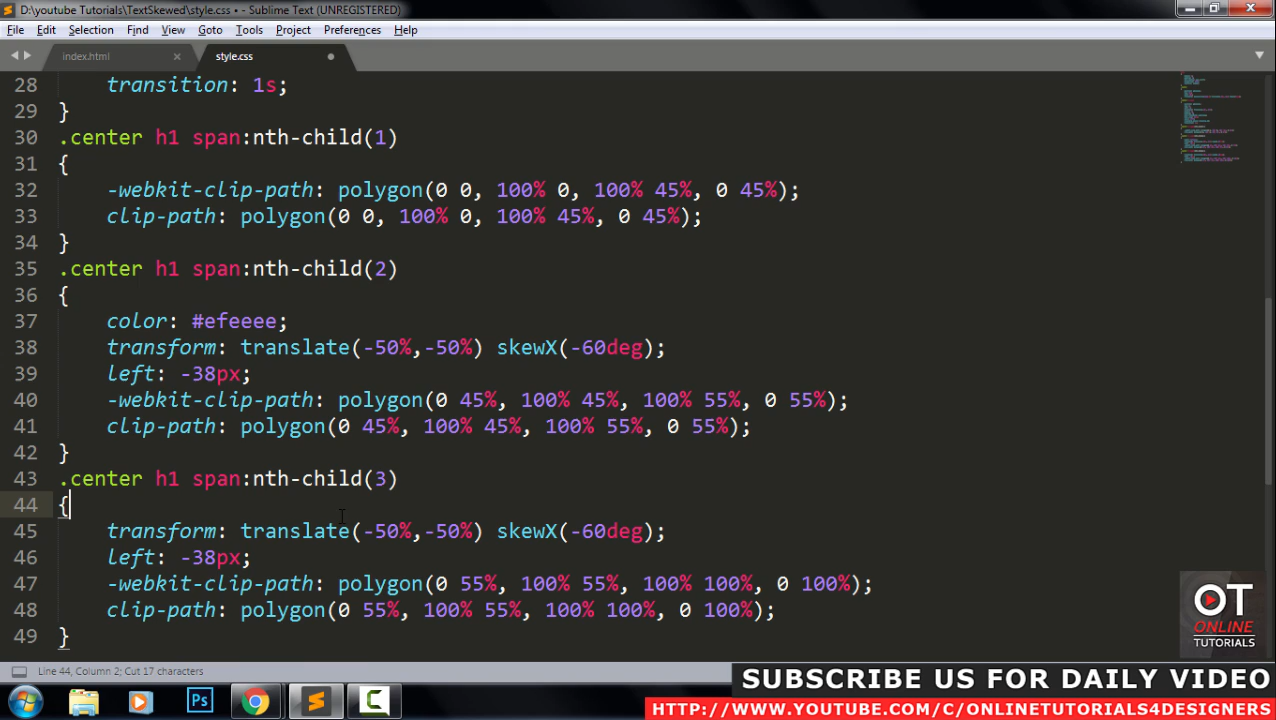 D:\youtube Tutorials\TextSkewed\style.css • - Sublime Text (UNREGISTERED)
File Edit Selection Find View Goto Tools Project Preferences Help
index.html style.css
28 transition: 1s;
29 }
30 .center h1 span:nth-child(1)
31 {
32 -webkit-clip-path: polygon(0 0, 100% 0, 100% 45%, 0 45%);
33 clip-path: polygon(0 0, 100% 0, 100% 45%, 0 45%);
34 }
35 .center h1 span:nth-child(2)
36 {
37 color: #efeeee;
38 transform: translate(-50%,-50%) skewX(-60deg);
39 left: -38px;
40 -webkit-clip-path: polygon(0 45%, 100% 45%, 100% 55%, 0 55%);
41 clip-path: polygon(0 45%, 100% 45%, 100% 55%, 0 55%);
42 }
43 .center h1 span:nth-child(3)
44 {
45 transform: translate(-50%,-50%) skewX(-60deg);
46 left: -38px;
47 -webkit-clip-path: polygon(0 55%, 100% 55%, 100% 100%, 0 100%);
48 clip-path: polygon(0 55%, 100% 55%, 100% 100%, 0 100%);
49 }
OT
ONLINE
TUTORIALS
Line 44, Column 2; Cut 17 characters
SUBSCRIBE US FOR DAILY VIDEO
Ps
HTTP://WWW.YOUTUBE.COM/C/ONLINETUTORIALS4DESIGNERS